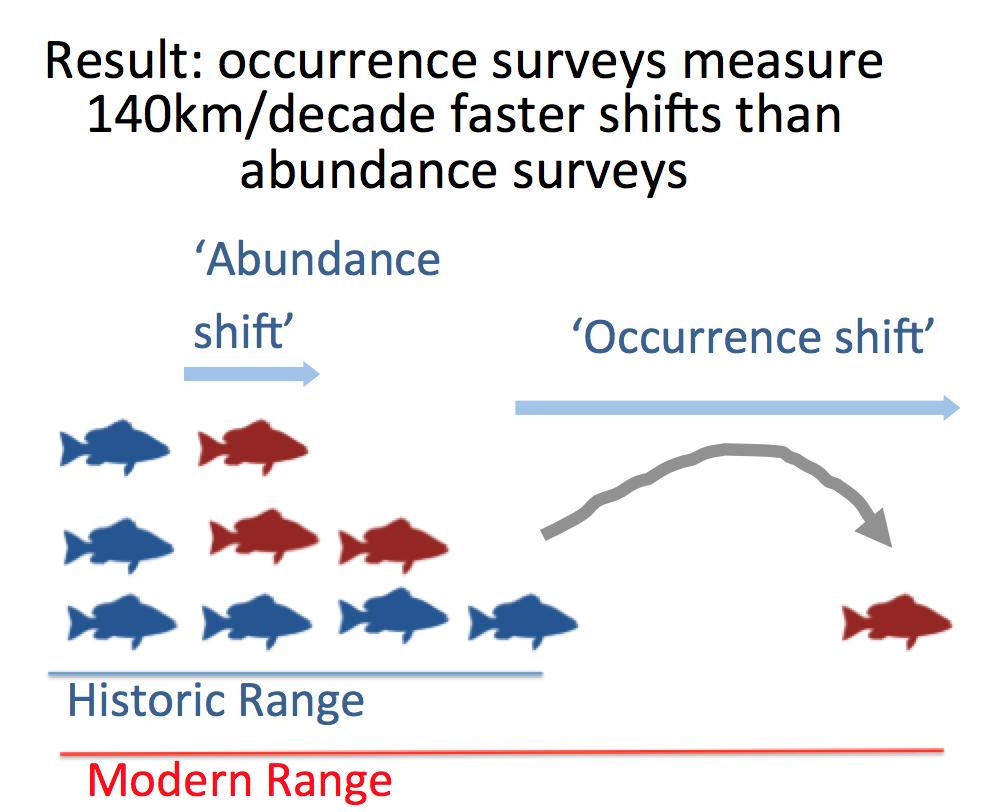 Result: occurrence surveys measure
140km/decade faster shifts than
abundance surveys
‘Abundance
shift’
‘Occurrence shift’
Historic Range
Modern Range